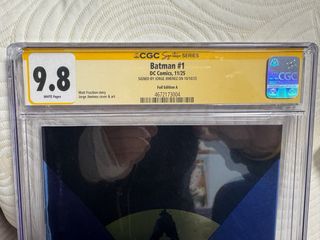 CGC Signature SERIES
9.8
WHITE Pages
Batman #1
DC Comics, 11/25
SIGNED BY JORGE JIMENEZ ON 10/10/25
Matt Fraction story
Jorge Jimenez cover & art
Foil Edition A
4672173004
CGC